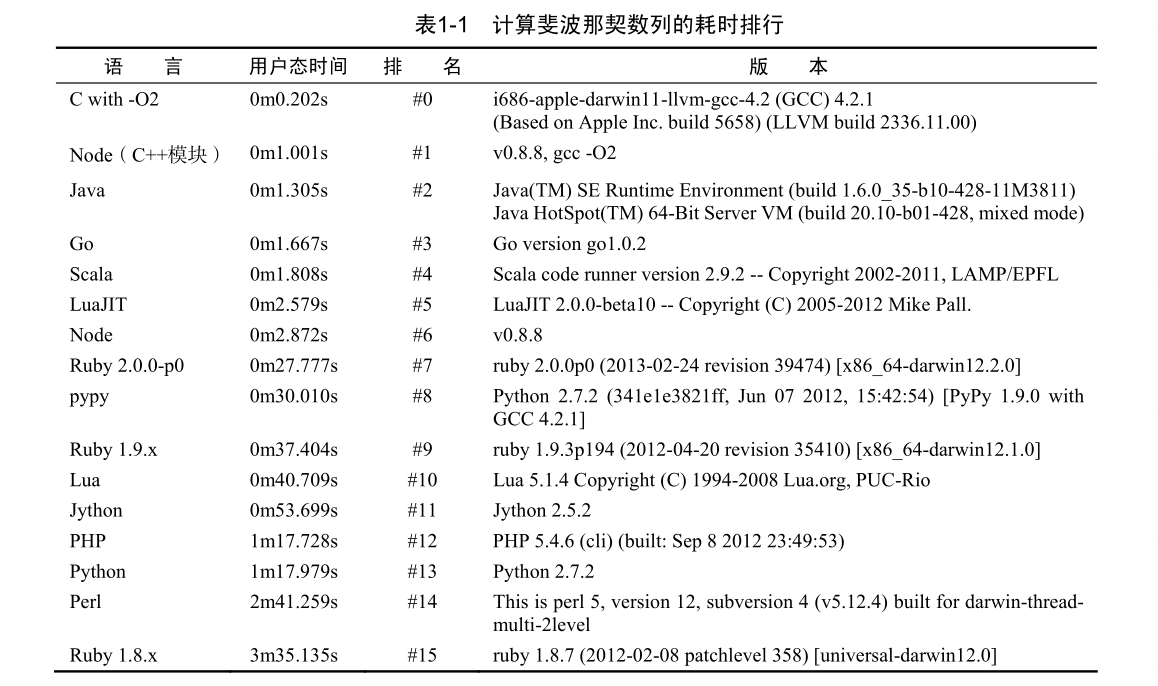 表1-1 计算斐波那契数列的耗时排行
语 言 用户态时间 排 名 版 本
C with -O2 0m0.202s #0 i686-apple-darwin11-llvm-gcc-4.2 (GCC) 4.2.1
(Based on Apple Inc. build 5658) (LLVM build 2336.11.00)
Node（C++模块） 0m1.001s #1 v0.8.8, gcc -O2
Java 0m1.305s #2 Java(TM) SE Runtime Environment (build 1.6.0_35-b10-428-11M3811)
Java HotSpot(TM) 64-Bit Server VM (build 20.10-b01-428, mixed mode)
Go 0m1.667s #3 Go version go1.0.2
Scala 0m1.808s #4 Scala code runner version 2.9.2 -- Copyright 2002-2011, LAMP/EPFL
LuaJIT 0m2.579s #5 LuaJIT 2.0.0-beta10 -- Copyright (C) 2005-2012 Mike Pall.
Node 0m2.872s #6 v0.8.8
Ruby 2.0.0-p0 0m27.777s #7 ruby 2.0.0p0 (2013-02-24 revision 39474) [x86_64-darwin12.2.0]
pypy 0m30.010s #8 Python 2.7.2 (341e1e3821ff, Jun 07 2012, 15:42:54) [PyPy 1.9.0 with
GCC 4.2.1]
Ruby 1.9.x 0m37.404s #9 ruby 1.9.3p194 (2012-04-20 revision 35410) [x86_64-darwin12.1.0]
Lua 0m40.709s #10 Lua 5.1.4 Copyright (C) 1994-2008 Lua.org, PUC-Rio
Jython 0m53.699s #11 Jython 2.5.2
PHP 1m17.728s #12 PHP 5.4.6 (cli) (built: Sep 8 2012 23:49:53)
Python 1m17.979s #13 Python 2.7.2
Perl 2m41.259s #14 This is perl 5, version 12, subversion 4 (v5.12.4) built for darwin-thread-
multi-2level
Ruby 1.8.x 3m35.135s #15 ruby 1.8.7 (2012-02-08 patchlevel 358) [universal-darwin12.0]